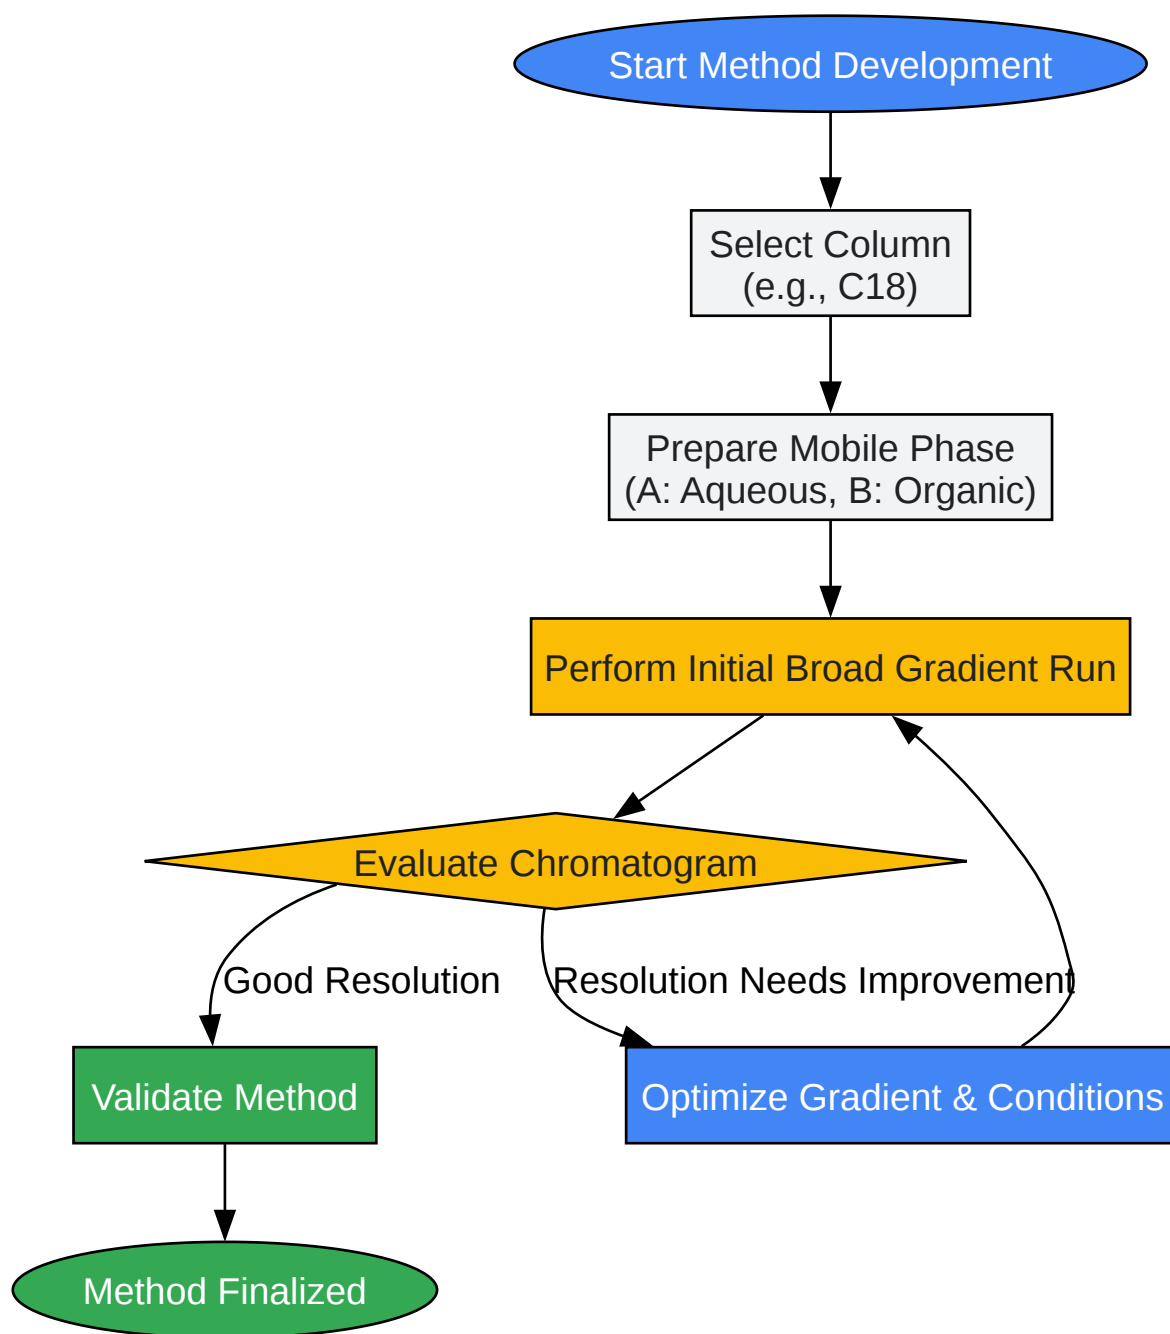 Start Method Development
Select Column
(e.g., C18)
Prepare Mobile Phase
(A: Aqueous, B: Organic)
Perform Initial Broad Gradient Run
Evaluate Chromatogram
Good Resolution
Resolution Needs Improvement
Validate Method
Optimize Gradient & Conditions
Method Finalized